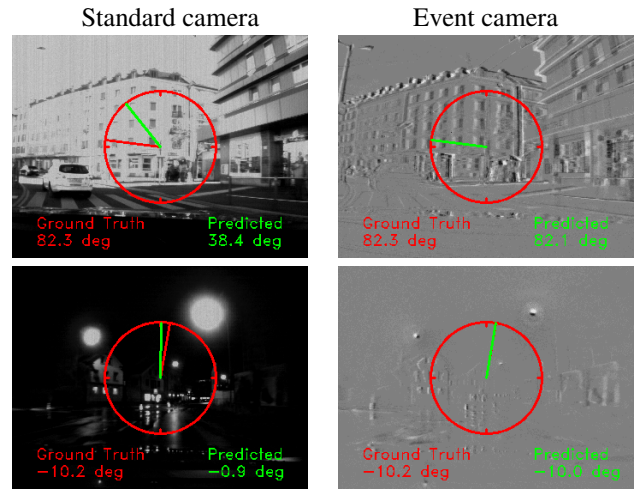 Standard camera
Event camera
Ground Truth
82.3 deg
Predicted
38.4 deg
Ground Truth
82.3 deg
Predicted
82.1 deg
Ground Truth
−10.2 deg
Predicted
−0.9 deg
Ground Truth
−10.2 deg
Predicted
−10.0 deg